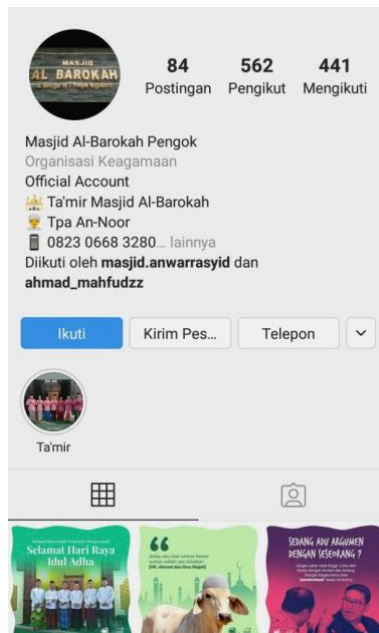 MASJID
AL BAROKAH
84
Postingan
562
Pengikut
441
Mengikuti
Masjid Al-Barokah Pengok
Organisasi Keagamaan
Official Account
Ta'mir Masjid Al-Barokah
Tpa An-Noor
0823 0668 3280... lainnya
Diikuti oleh masjid.anwarrasyid dan
ahmad_mahfudzz
Ikuti
Kirim Pes...
Telepon
Ta'mir
Selamat Hari Raya
Idul Adha
SEDANG ADU ARGUMEN
DENGAN SESEORANG ?